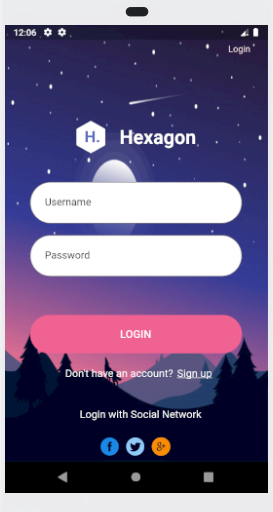 12:06
Login
H. Hexagon
Username
Password
LOGIN
Don't have an account? Sign up
Login with Social Network
f g+